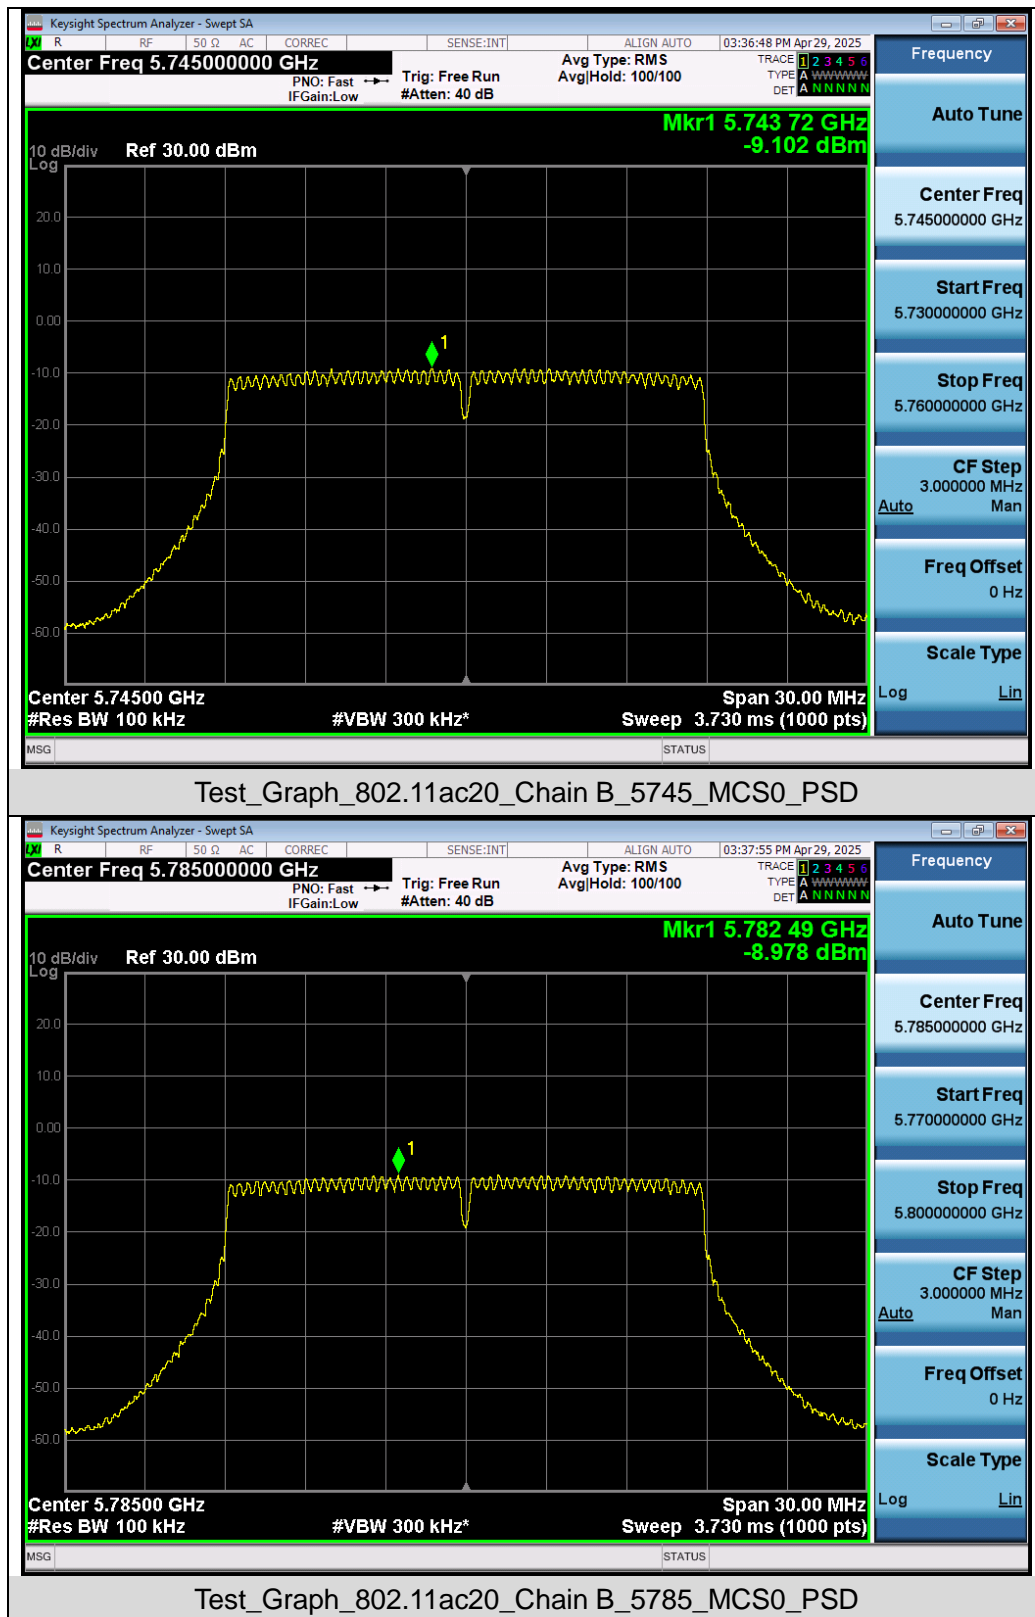 Keysight Spectrum Analyzer - Swept SA
LXI R RF 50 Ω AC CORREC SENSE:INT ALIGN AUTO 03:36:48 PM Apr 29, 2025
Center Freq 5.745000000 GHz Avg Type: RMS TRACE 1 2 3 4 5 6
PNO: Fast Trig: Free Run Avg|Hold: 100/100 TYPE A WWWWW
IFGain:Low #Atten: 40 dB DET A N N N N N
Mkr1 5.743 72 GHz
-9.102 dBm
10 dB/div Ref 30.00 dBm
Log
20.0
10.0
0.00
1
-10.0
-20.0
-30.0
-40.0
-50.0
-60.0
Center 5.74500 GHz Span 30.00 MHz
#Res BW 100 kHz #VBW 300 kHz* Sweep 3.730 ms (1000 pts)
MSG STATUS
Frequency
Auto Tune
Center Freq
5.745000000 GHz
Start Freq
5.730000000 GHz
Stop Freq
5.760000000 GHz
CF Step
3.000000 MHz
Auto Man
Freq Offset
0 Hz
Scale Type
Log Lin
Test_Graph_802.11ac20_Chain B_5745_MCS0_PSD
Keysight Spectrum Analyzer - Swept SA
LXI R RF 50 Ω AC CORREC SENSE:INT ALIGN AUTO 03:37:55 PM Apr 29, 2025
Center Freq 5.785000000 GHz Avg Type: RMS TRACE 1 2 3 4 5 6
PNO: Fast Trig: Free Run Avg|Hold: 100/100 TYPE A WWWWW
IFGain:Low #Atten: 40 dB DET A N N N N N
Mkr1 5.782 49 GHz
-8.978 dBm
10 dB/div Ref 30.00 dBm
Log
20.0
10.0
0.00
1
-10.0
-20.0
-30.0
-40.0
-50.0
-60.0
Center 5.78500 GHz Span 30.00 MHz
#Res BW 100 kHz #VBW 300 kHz* Sweep 3.730 ms (1000 pts)
MSG STATUS
Frequency
Auto Tune
Center Freq
5.785000000 GHz
Start Freq
5.770000000 GHz
Stop Freq
5.800000000 GHz
CF Step
3.000000 MHz
Auto Man
Freq Offset
0 Hz
Scale Type
Log Lin
Test_Graph_802.11ac20_Chain B_5785_MCS0_PSD